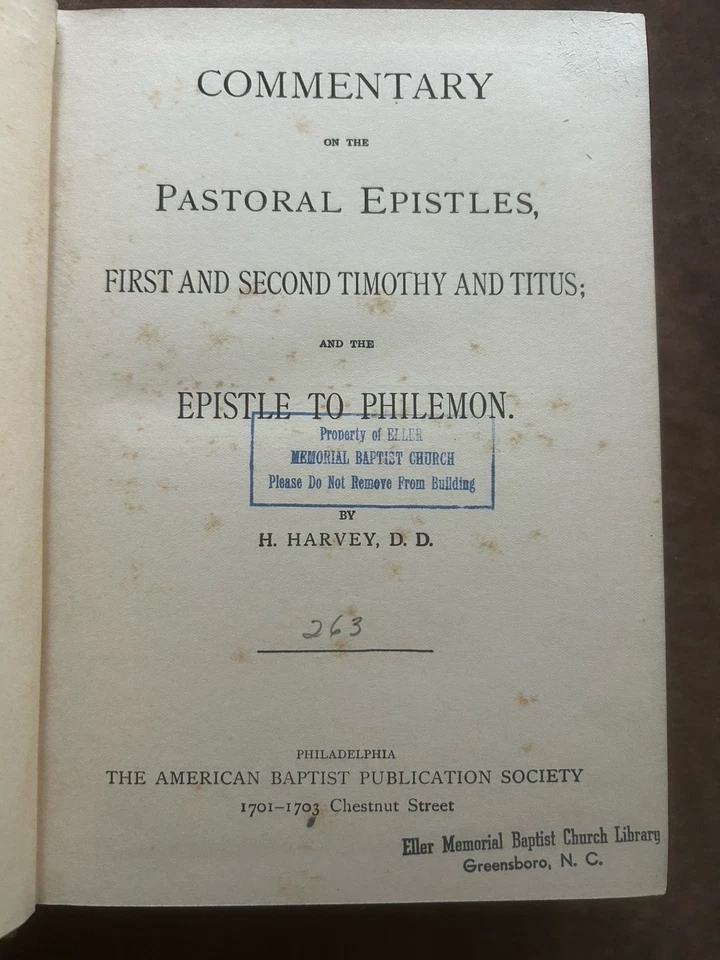 COMMENTARY
ON THE
PASTORAL EPISTLES,
FIRST AND SECOND TIMOTHY AND TITUS;
AND THE
EPISTLE TO PHILEMON.
Property of ELLER
MEMORIAL BAPTIST CHURCH
Please Do Not Remove From Building
BY
H. HARVEY, D. D.
263
PHILADELPHIA
THE AMERICAN BAPTIST PUBLICATION SOCIETY
1701–1703 Chestnut Street
Eller Memorial Baptist Church Library
Greensboro, N. C.